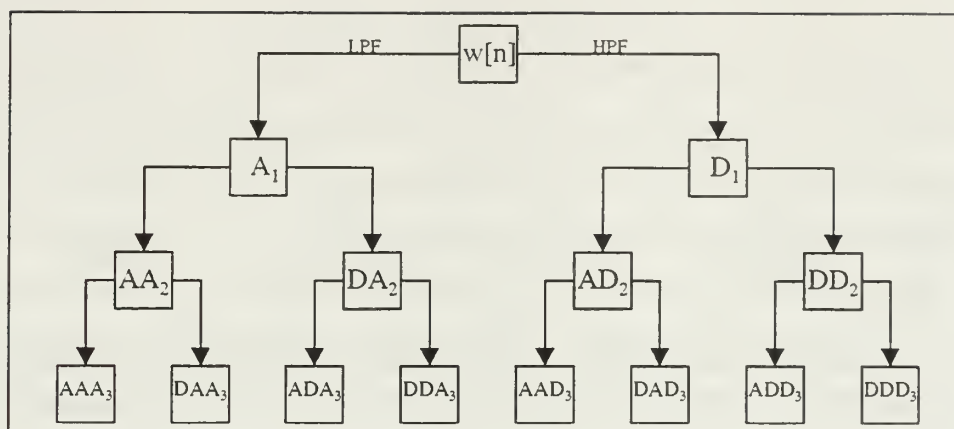 LPF w[n] HPF
A₁ D₁
AA₂ DA₂ AD₂ DD₂
AAA₃ DAA₃ ADA₃ DDA₃ AAD₃ DAD₃ ADD₃ DDD₃